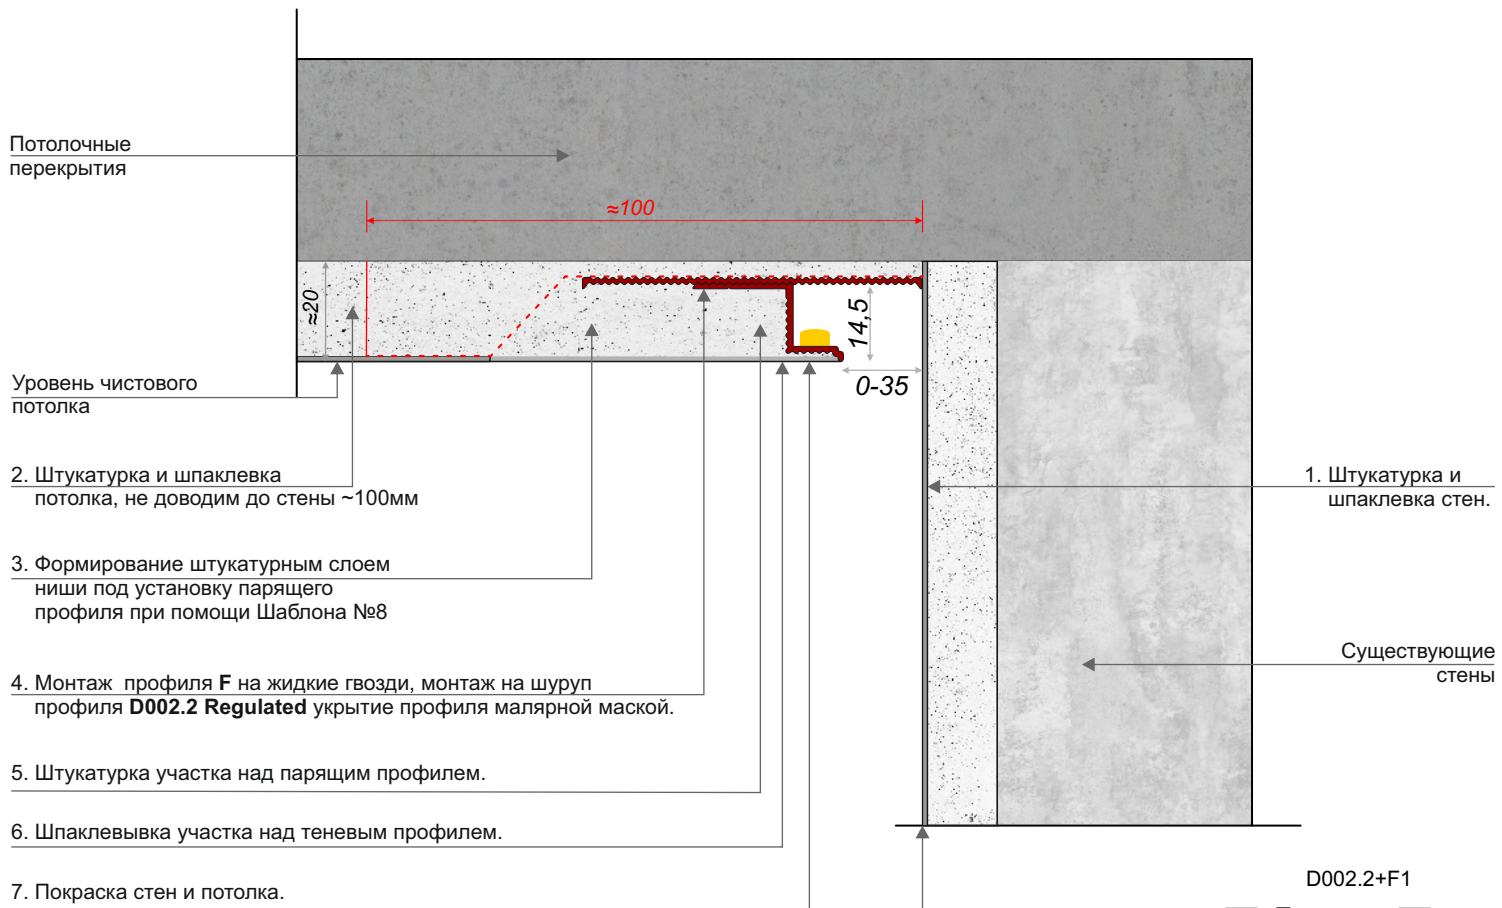 Потолочные
перекрытия
≈100
≈20
14,5
0-35
Уровень чистового
потолка
2. Штукатурка и шпаклевка
потолка, не доводим до стены ~100мм
1. Штукатурка и
шпаклевка стен.
3. Формирование штукатурным слоем
ниши под установку парящего
профиля при помощи Шаблона №8
Существующие
стены
4. Монтаж профиля F на жидкие гвозди, монтаж на шуруп
профиля D002.2 Regulated укрытие профиля малярной маской.
5. Штукатурка участка над парящим профилем.
6. Шпаклевывка участка над теневым профилем.
7. Покраска стен и потолка.
D002.2+F1